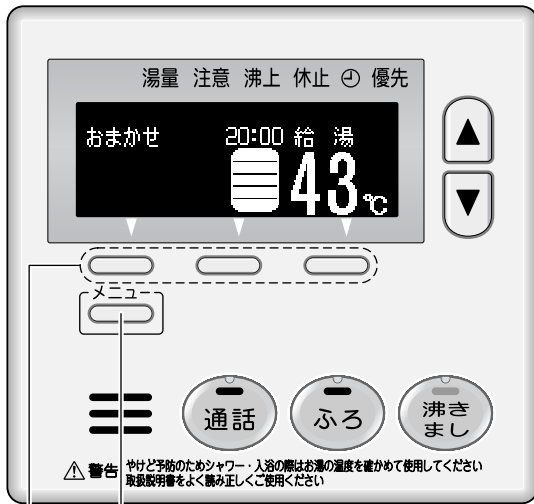 湯量 注意 沸上 休止 優先
おまかせ 20:00 給 湯
43℃
メニュー
通話 ふろ 沸き
まし
警告 やけど予防のためシャワー・入浴の際はお湯の温度を確かめて使用してください
取扱説明書をよく読み正しくご使用ください